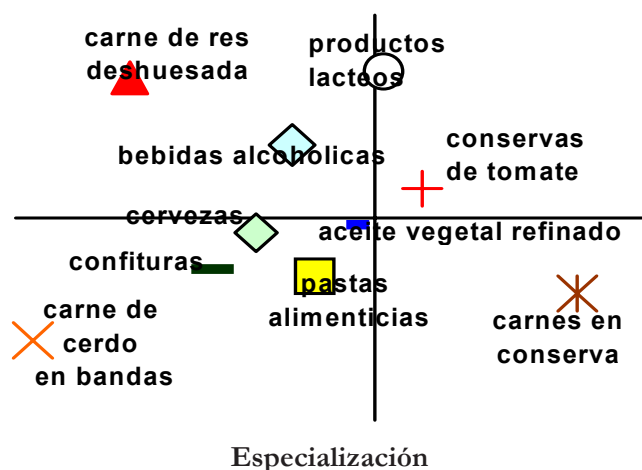 carne de res
deshuesada
productos
lacteos
bebidas alcohólicas
conservas
de tomate
cervezas
aceite vegetal refinado
confituras
pastas
alimenticias
carne de
cerdo
en bandas
carnes en
conserva
Especialización